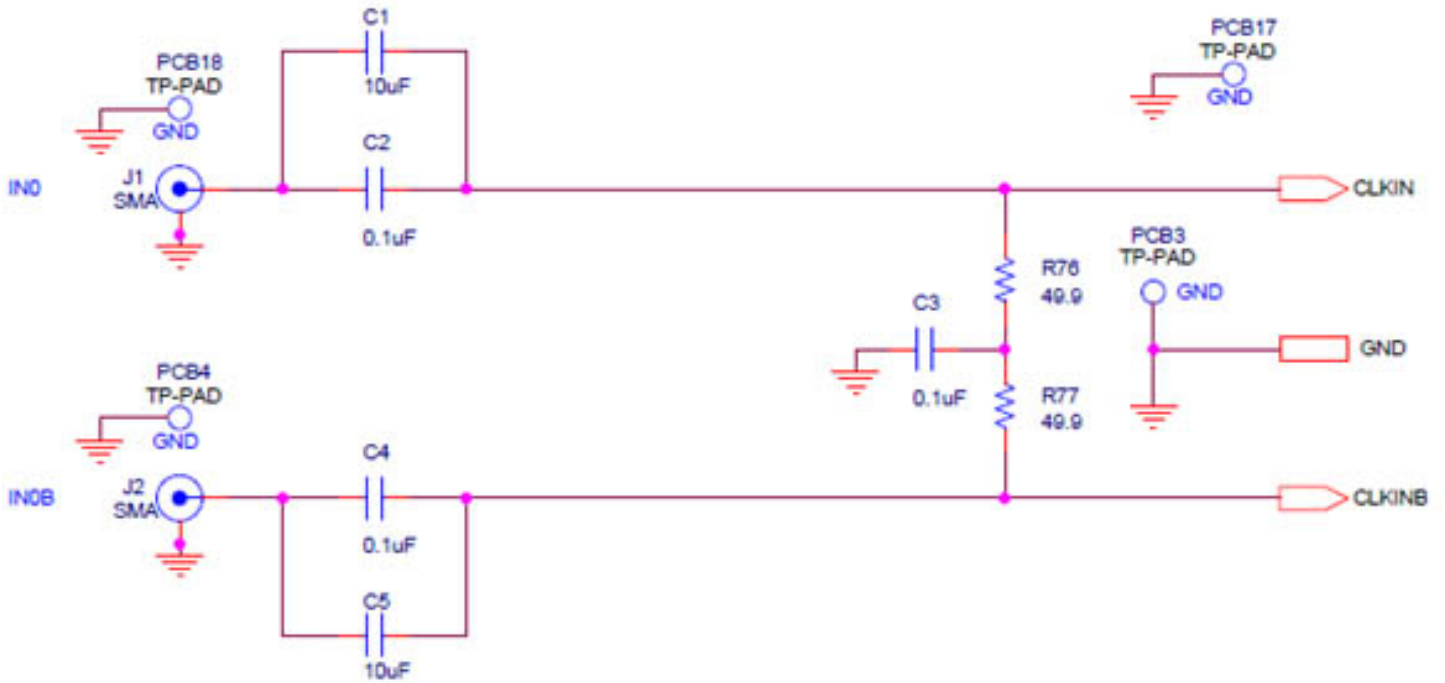 C1
10uF
PCB18
TP-PAD
GND
PCB17
TP-PAD
GND
C2
0.1uF
IN0
J1
SMA
CLKIN
R76
49.9
PCB3
TP-PAD
GND
C3
0.1uF
GND
R77
49.9
PCB4
TP-PAD
GND
C4
0.1uF
IN0B
J2
SMA
CLKINB
C5
10uF